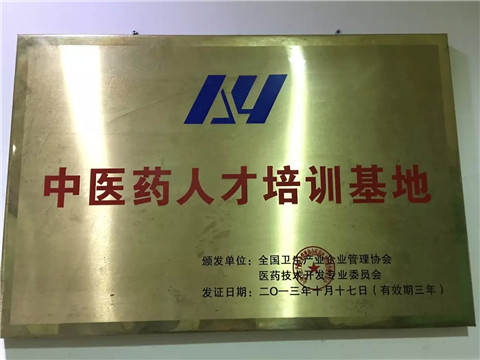 中医药人才培训基地
颁发单位：全国卫生产业企业管理协会
医药技术开发专业委员会
发证日期：二〇一三年十月十七日（有效期三年）